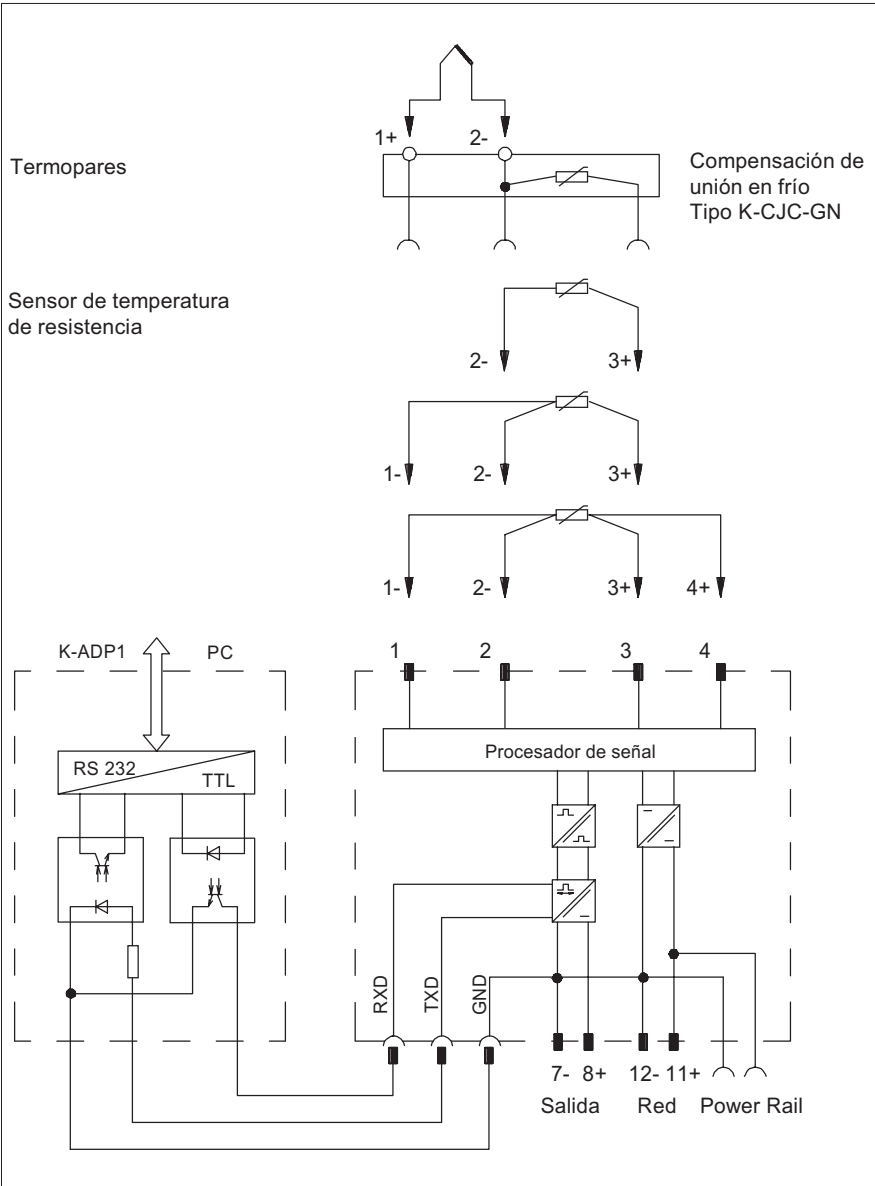 1+ 2-
Termopares
Compensación de
unión en frío
Tipo K-CJC-GN
Sensor de temperatura
de resistencia
2- 3+
1- 2- 3+
1- 2- 3+ 4+
K-ADP1 PC
1 2 3 4
RS 232
TTL
Procesador de señal
RXD
TXD
GND
7- 8+ 12- 11+
Salida Red Power Rail